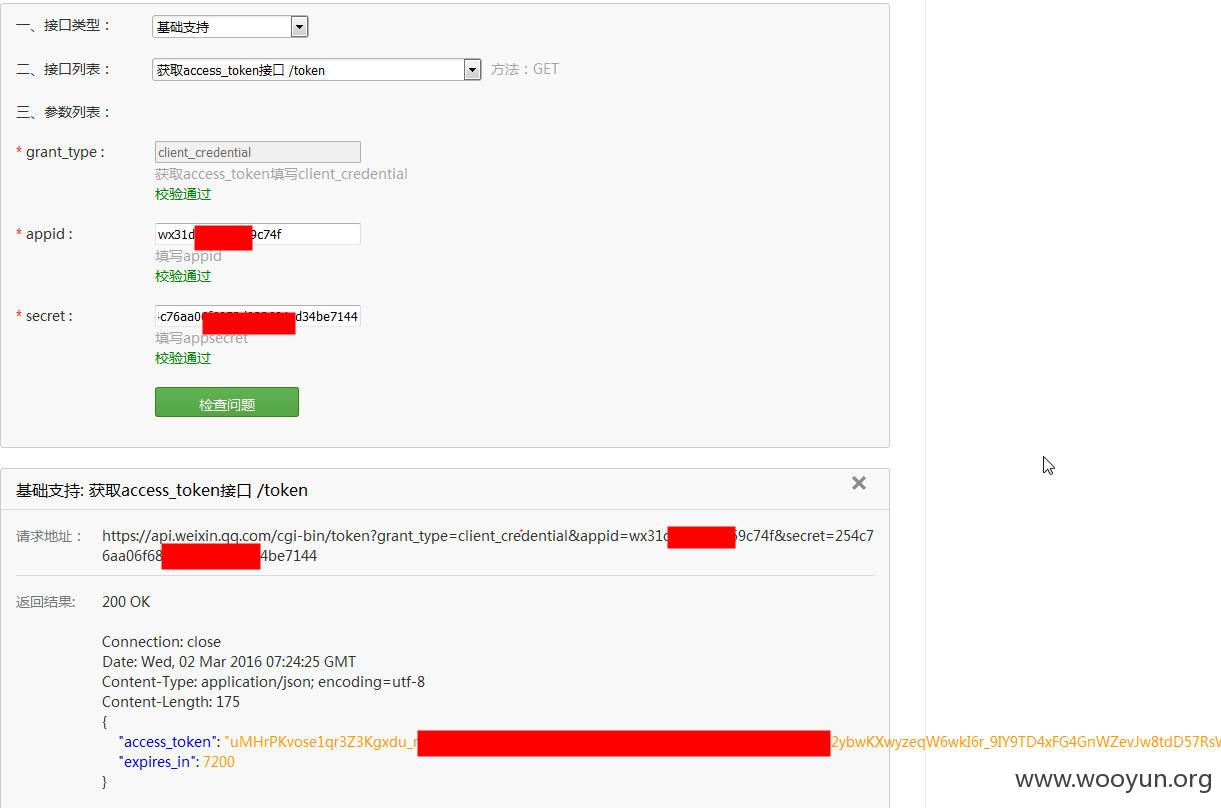 一、接口类型： 基础支持
二、接口列表： 获取access_token接口 /token 方法：GET
三、参数列表：
* grant_type : client_credential
获取access_token填写client_credential
校验通过
* appid : wx31d 9c74f
填写appid
校验通过
* secret : c76aa0 d34be7144
填写appsecret
校验通过
检查问题
基础支持: 获取access_token接口 /token
请求地址： https://api.weixin.qq.com/cgi-bin/token?grant_type=client_credential&appid=wx31 9c74f&secret=254c7
6aa06f68 4be7144
返回结果: 200 OK
Connection: close
Date: Wed, 02 Mar 2016 07:24:25 GMT
Content-Type: application/json; encoding=utf-8
Content-Length: 175
{
"access_token": "uMHrPKvose1qr3Z3Kgxdu_ 2ybwKXwyzeqW6wkI6r_9IY9TD4xFG4GnWZevJw8tdD57Rs
"expires_in": 7200
}
www.wooyun.org